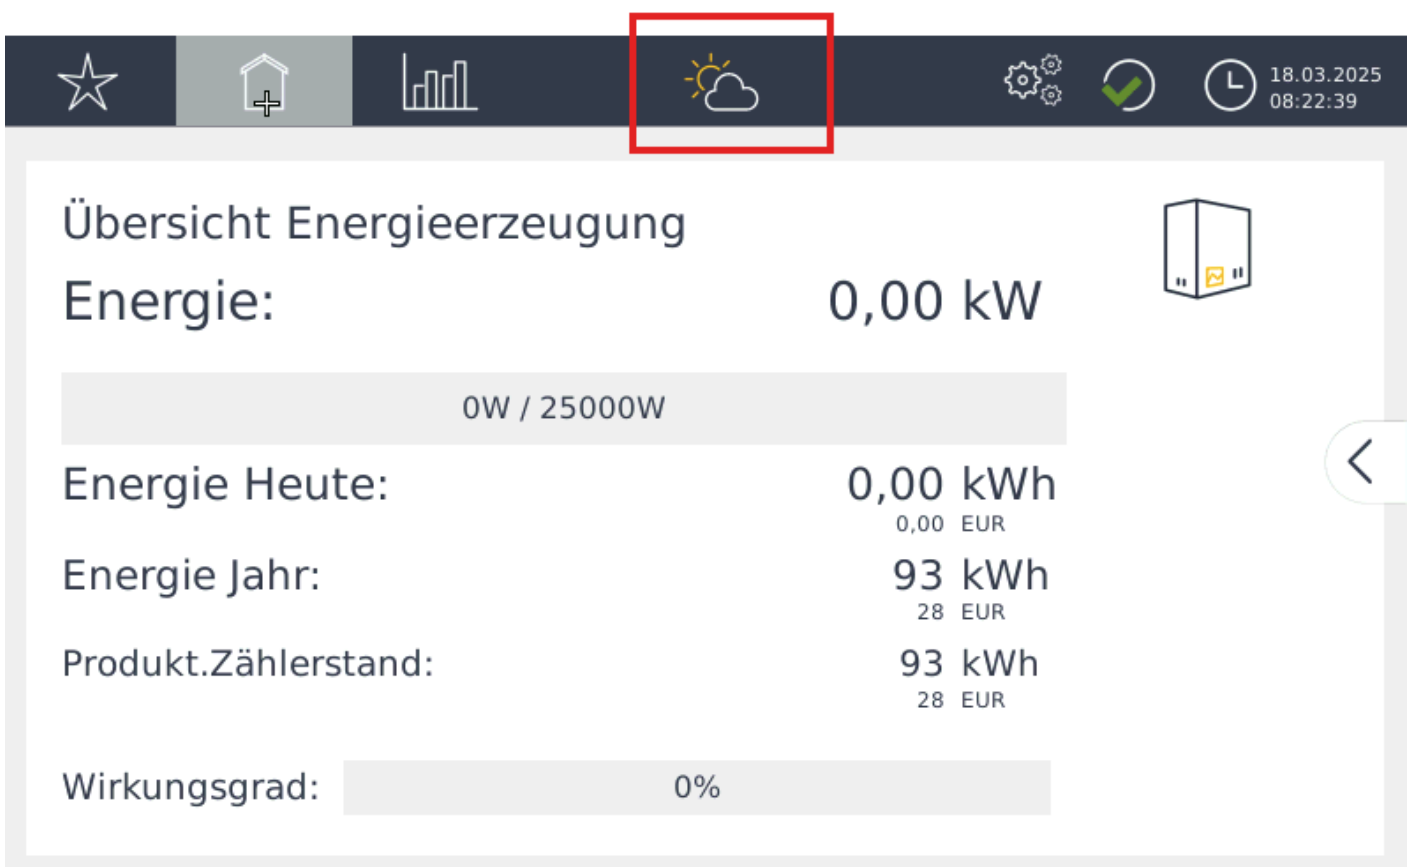 18.03.2025
08:22:39
Übersicht Energieerzeugung
Energie: 0,00 kW
0W / 25000W
Energie Heute: 0,00 kWh
0,00 EUR
Energie Jahr: 93 kWh
28 EUR
Produkt.Zählerstand: 93 kWh
28 EUR
Wirkungsgrad: 0%